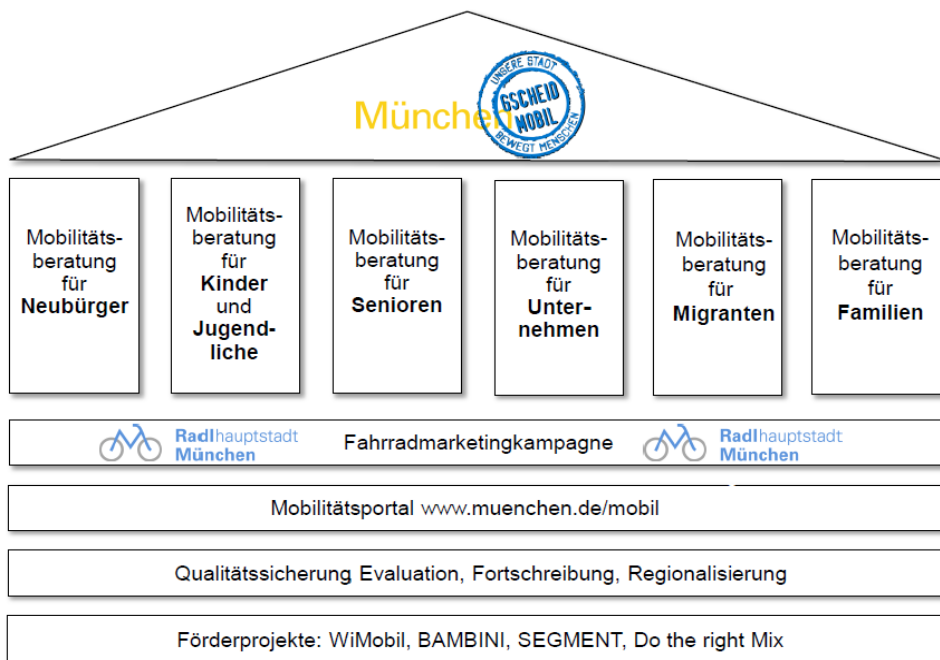 München
UNSERE STADT
GSCHEID
MOBIL
BEWEGT MENSCHEN
Mobilitäts-
beratung
für
Neubürger
Mobilitäts-
beratung
für
Kinder
und
Jugend-
liche
Mobilitäts-
beratung
für
Senioren
Mobilitäts-
beratung
für
Unter-
nehmen
Mobilitäts-
beratung
für
Migranten
Mobilitäts-
beratung
für
Familien
Radlhauptstadt
München
Fahrradmarketingkampagne
Radlhauptstadt
München
Mobilitätsportal www.muenchen.de/mobil
Qualitätssicherung Evaluation, Fortschreibung, Regionalisierung
Förderprojekte: WiMobil, BAMBINI, SEGMENT, Do the right Mix